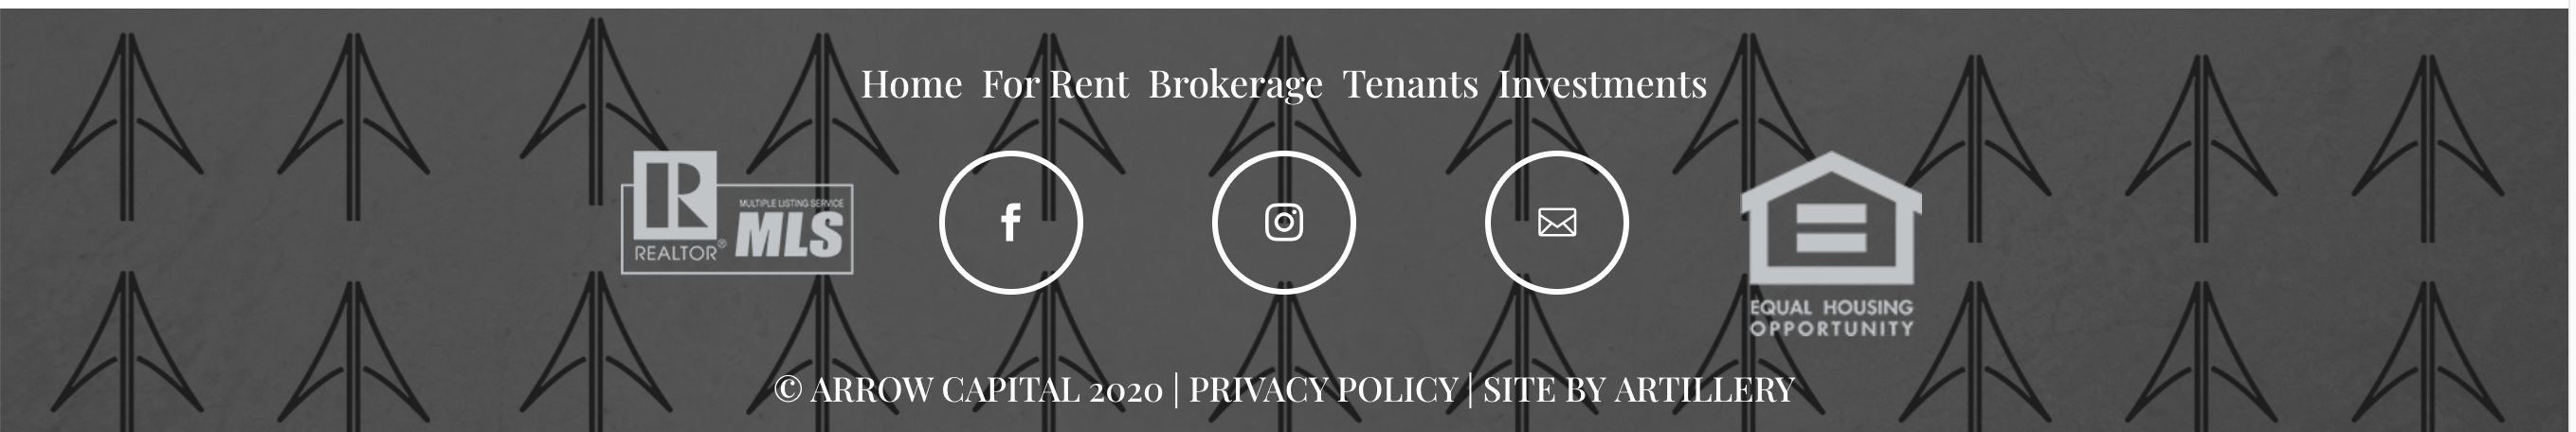 Home For Rent Brokerage Tenants Investments
R
REALTOR®
MULTIPLE LISTING SERVICE
MLS
f
EQUAL HOUSING
OPPORTUNITY
© ARROW CAPITAL 2020 | PRIVACY POLICY | SITE BY ARTILLERY